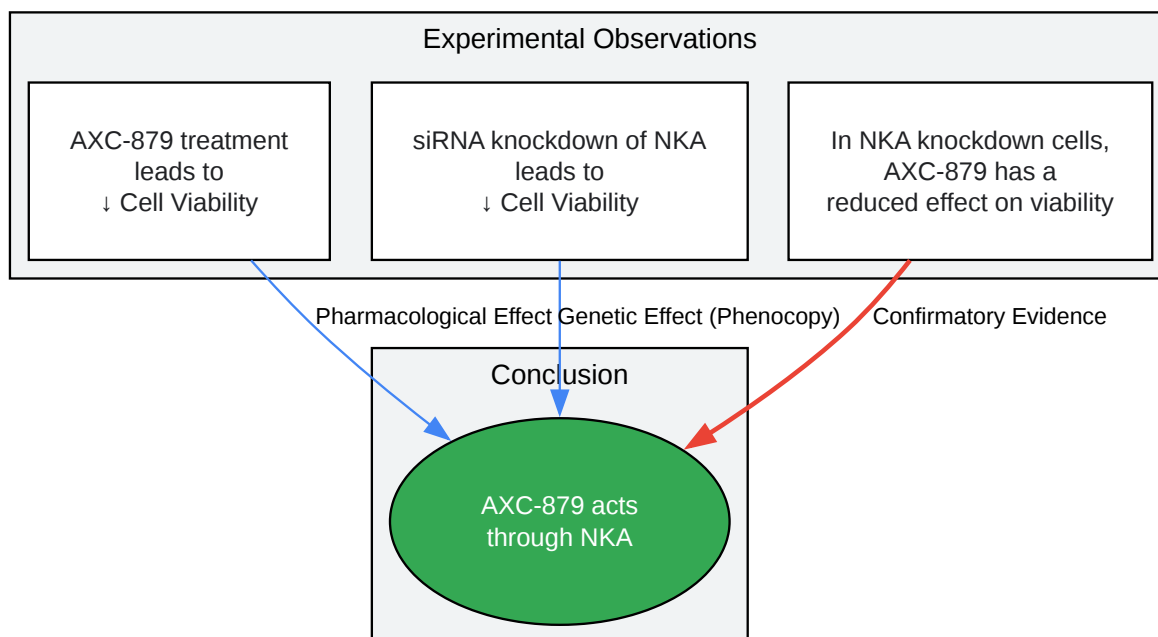 Experimental Observations
AXC-879 treatment
leads to
↓ Cell Viability
siRNA knockdown of NKA
leads to
↓ Cell Viability
In NKA knockdown cells,
AXC-879 has a
reduced effect on viability
Pharmacological Effect
Genetic Effect (Phenocopy)
Confirmatory Evidence
Conclusion
AXC-879 acts
through NKA